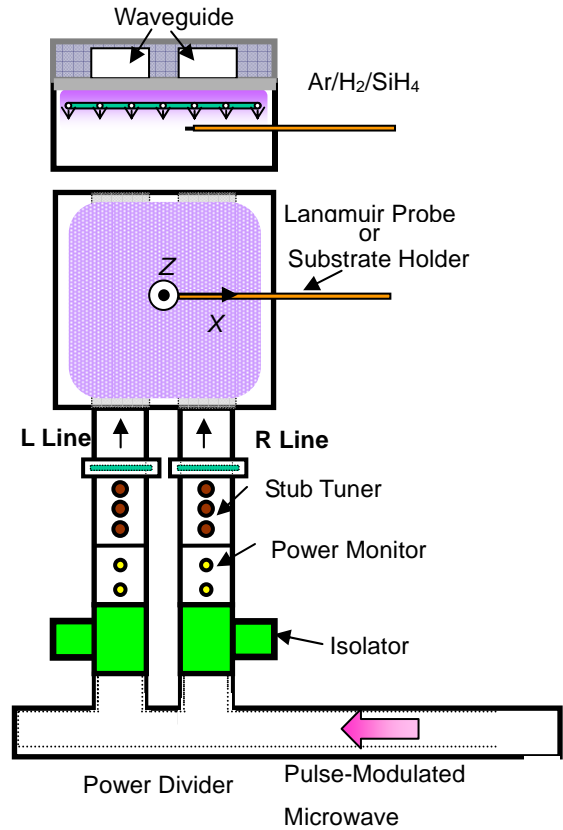 Waveguide
Ar/H2/SiH4
Langmuir Probe
or
Substrate Holder
Z
X
L Line
R Line
Stub Tuner
Power Monitor
Isolator
Power Divider
Pulse-Modulated
Microwave